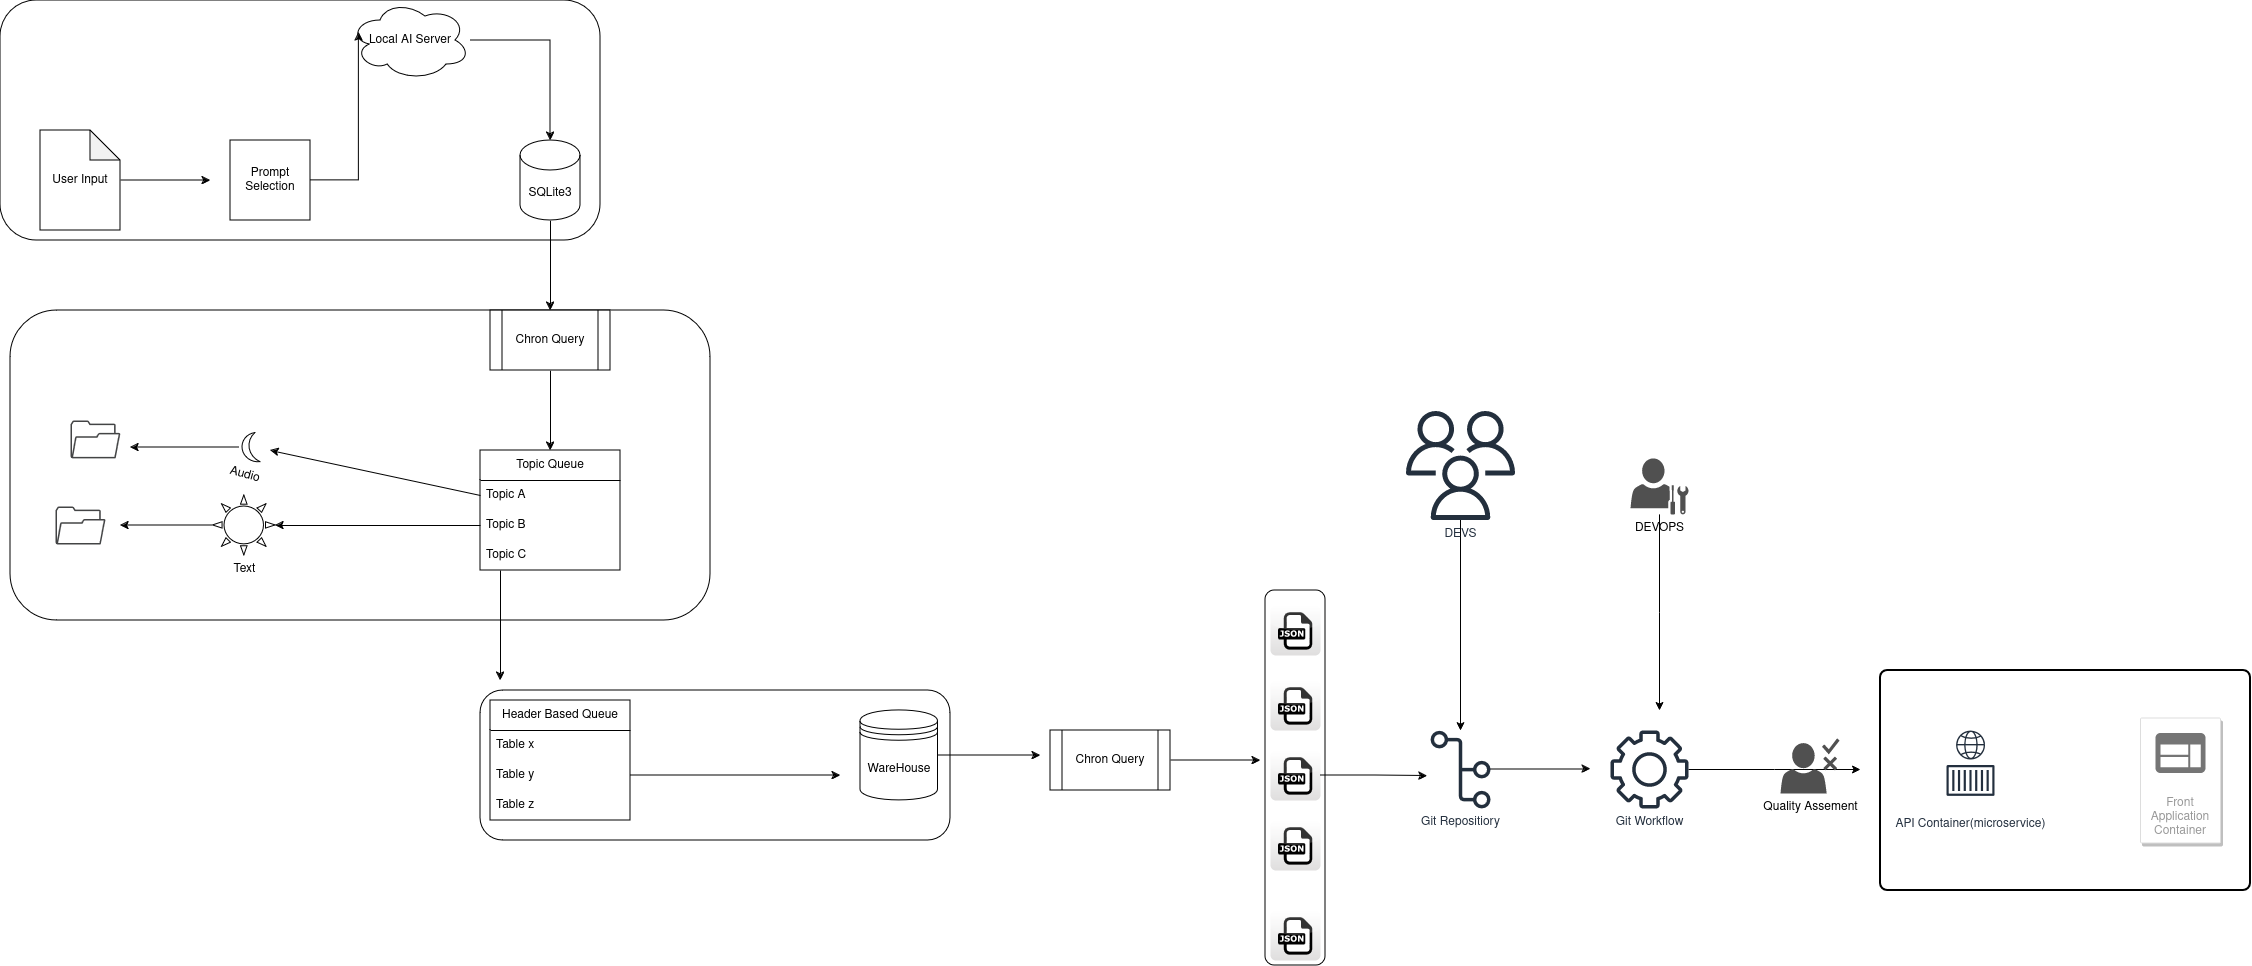 Local AI Server
User Input
Prompt
Selection
SQLite3
Chron Query
Topic Queue
Topic A
Topic B
Topic C
Audio
Text
Header Based Queue
Table x
Table y
Table z
WareHouse
Chron Query
JSON
JSON
JSON
JSON
JSON
DEVS
DEVOPS
Git Repositiory
Git Workflow
Quality Assement
API Container(microservice)
Front
Application
Container